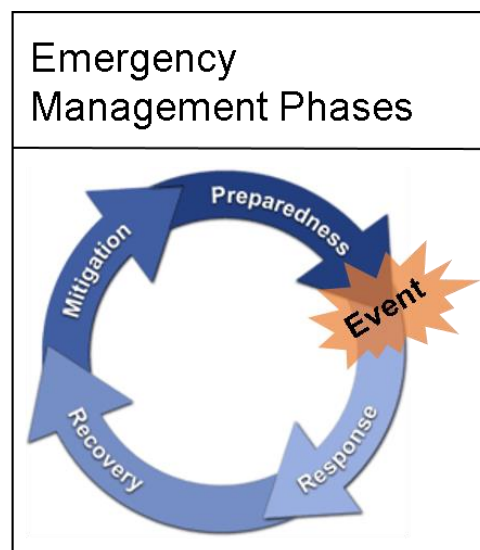 Emergency
Management Phases
Preparedness
Event
Response
Recovery
Mitigation